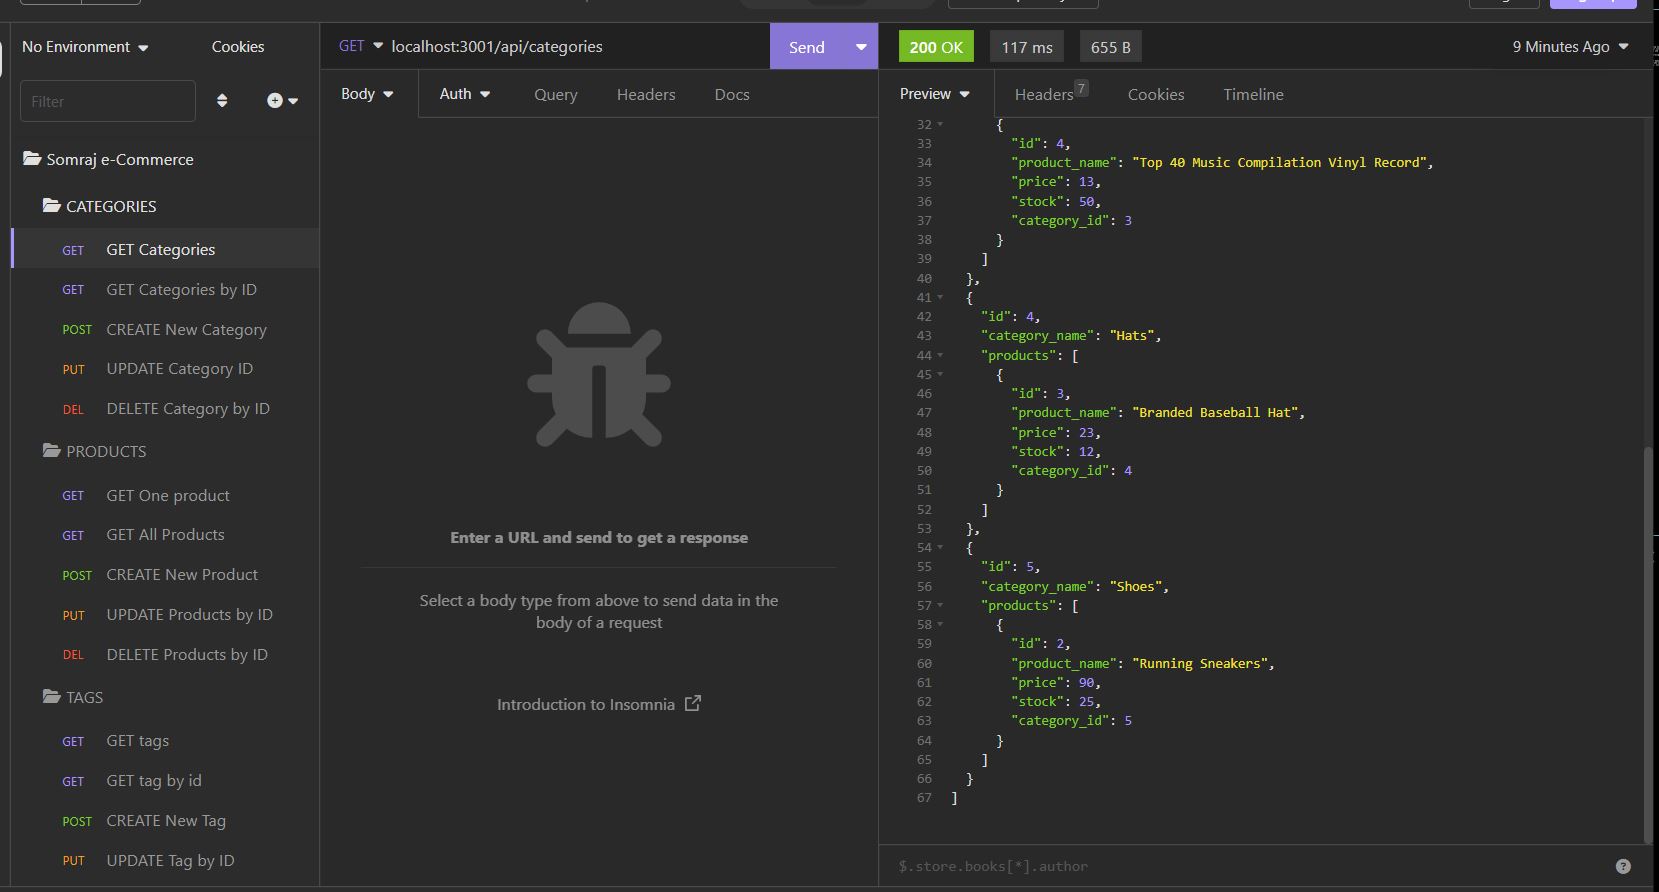 No Environment
Cookies
Filter
Somraj e-Commerce
CATEGORIES
GET GET Categories
GET GET Categories by ID
POST CREATE New Category
PUT UPDATE Category ID
DEL DELETE Category by ID
PRODUCTS
GET GET One product
GET GET All Products
POST CREATE New Product
PUT UPDATE Products by ID
DEL DELETE Products by ID
TAGS
GET GET tags
GET GET tag by id
POST CREATE New Tag
PUT UPDATE Tag by ID
GET localhost:3001/api/categories
Send
Body Auth Query Headers Docs
Enter a URL and send to get a response
Select a body type from above to send data in the
body of a request
Introduction to Insomnia
200 OK 117 ms 655 B 9 Minutes Ago
Preview Headers 7 Cookies Timeline
32 {
33 "id": 4,
34 "product_name": "Top 40 Music Compilation Vinyl Record",
35 "price": 13,
36 "stock": 50,
37 "category_id": 3
38 }
39 ]
40 },
41 {
42 "id": 4,
43 "category_name": "Hats",
44 "products": [
45 {
46 "id": 3,
47 "product_name": "Branded Baseball Hat",
48 "price": 23,
49 "stock": 12,
50 "category_id": 4
51 }
52 ]
53 },
54 {
55 "id": 5,
56 "category_name": "Shoes",
57 "products": [
58 {
59 "id": 2,
60 "product_name": "Running Sneakers",
61 "price": 90,
62 "stock": 25,
63 "category_id": 5
64 }
65 ]
66 }
67 ]
$.store.books[*].author
?